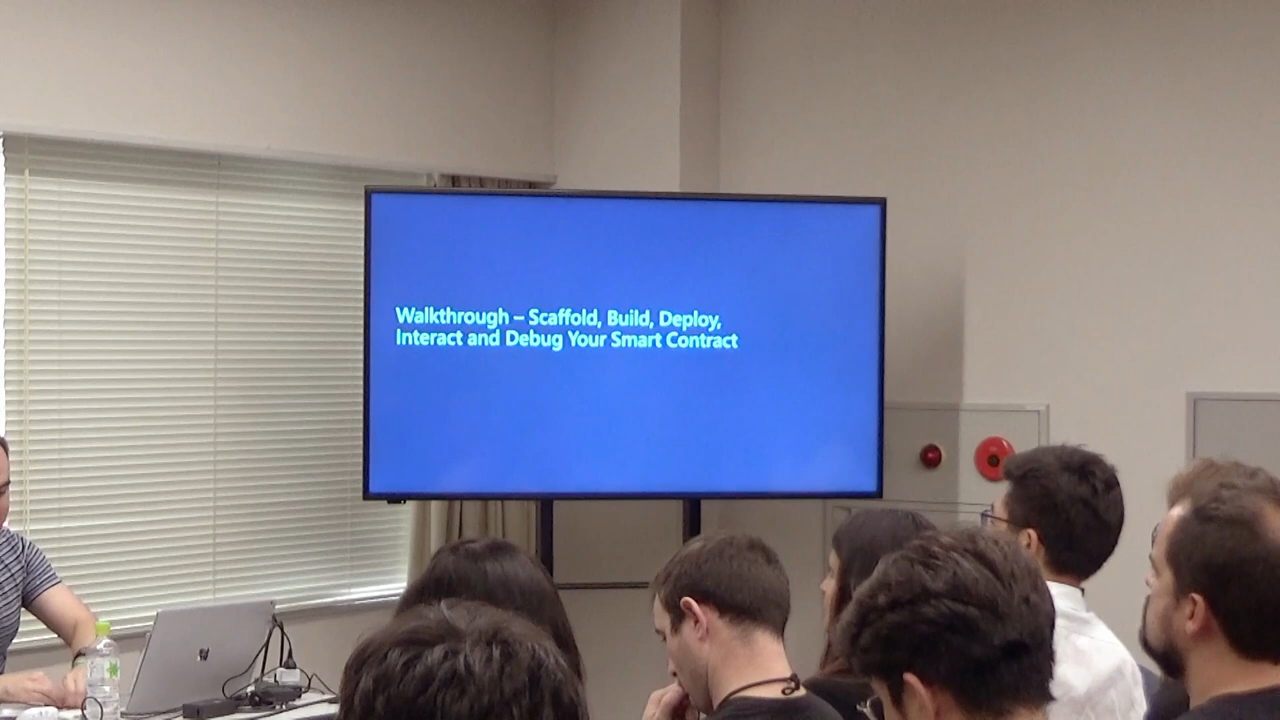 Walkthrough – Scaffold, Build, Deploy,
Interact and Debug Your Smart Contract